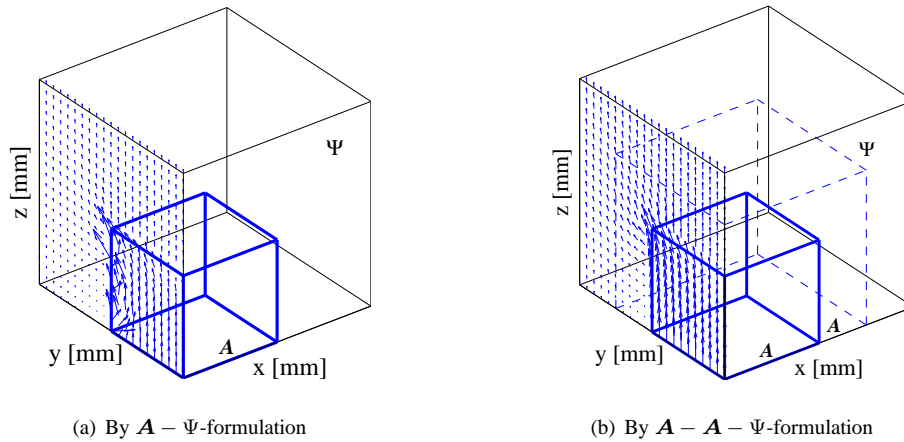 Ψ
z [mm]
A
y [mm]
x [mm]
(a) By A − Ψ-formulation
Ψ
z [mm]
A
A
y [mm]
x [mm]
(b) By A − A − Ψ-formulation